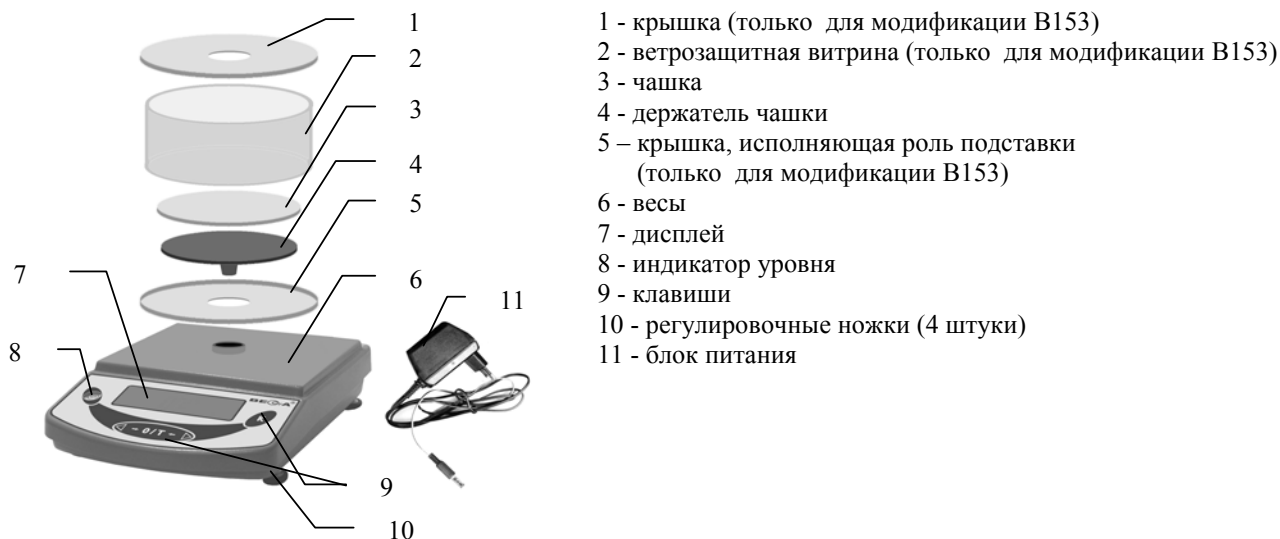 1
2
3
4
5
6
7
8
9
10
11
- 0/T -
1 - крышка (только для модификации В153)
2 - ветрозащитная витрина (только для модификации В153)
3 - чашка
4 - держатель чашки
5 – крышка, исполняющая роль подставки
(только для модификации В153)
6 - весы
7 - дисплей
8 - индикатор уровня
9 - клавиши
10 - регулировочные ножки (4 штуки)
11 - блок питания